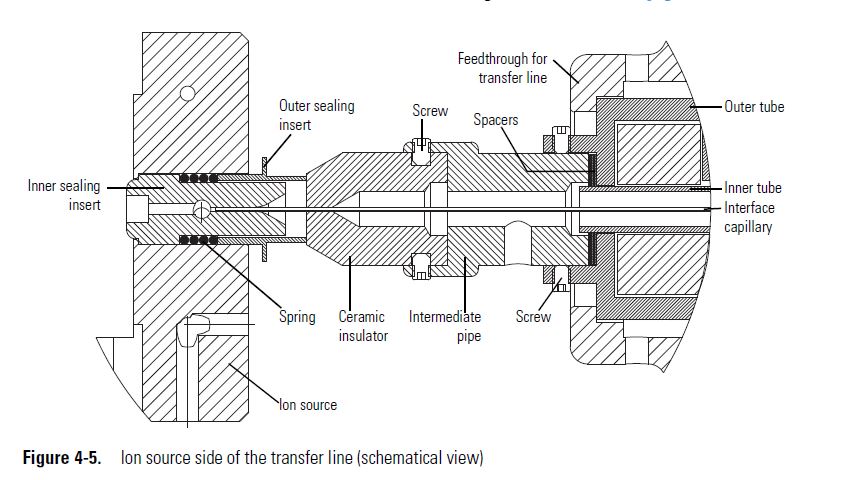 Feedthrough for
transfer line
Outer sealing
insert
Screw
Spacers
Outer tube
Inner sealing
insert
Inner tube
Interface
capillary
Spring
Ceramic
insulator
Intermediate
pipe
Screw
Ion source
Figure 4-5. Ion source side of the transfer line (schematical view)